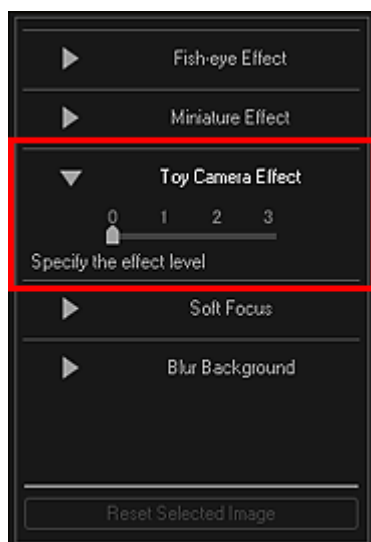 Fish-eye Effect
Miniature Effect
Toy Camera Effect
0 1 2 3
Specify the effect level
Soft Focus
Blur Background
Reset Selected Image